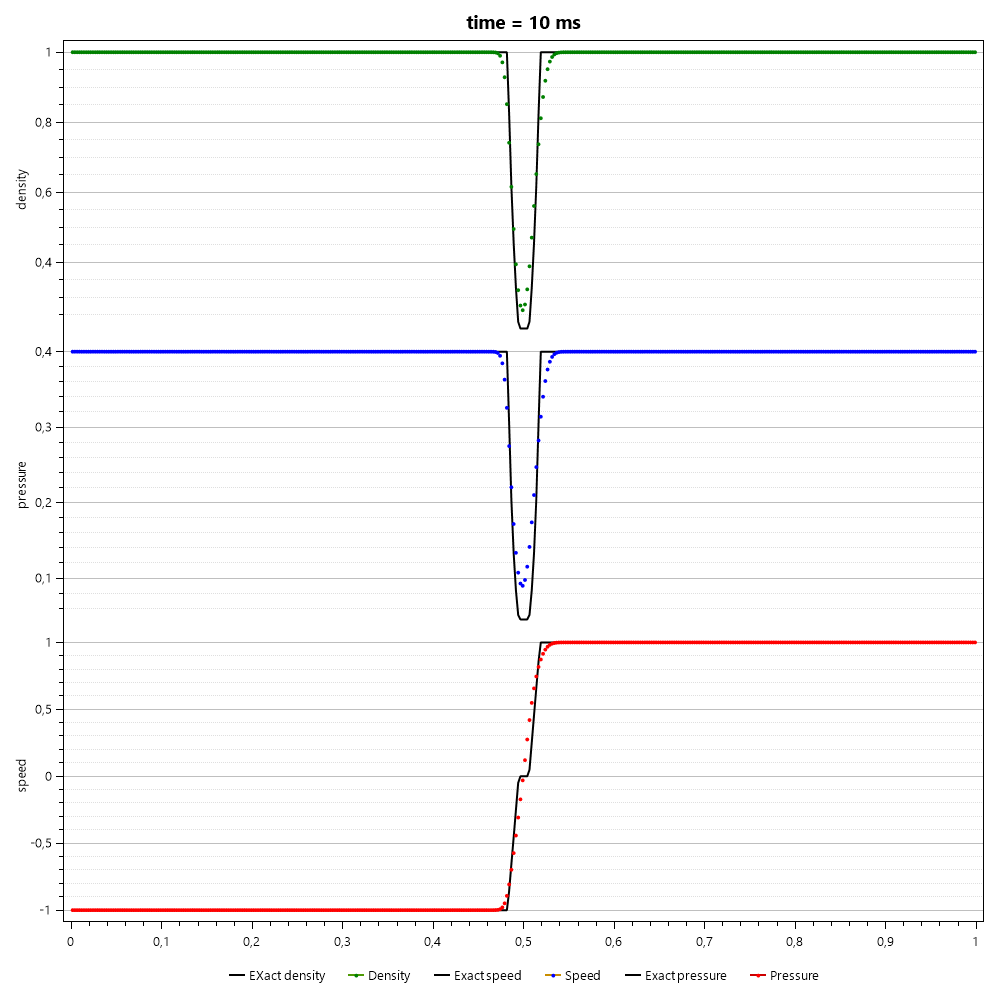 time = 10 ms
1
0,8
0,6
0,4
density
0,4
0,3
0,2
0,1
pressure
1
0,5
0
-0,5
-1
speed
0 0,1 0,2 0,3 0,4 0,5 0,6 0,7 0,8 0,9 1
EXact density Density Exact speed Speed Exact pressure Pressure